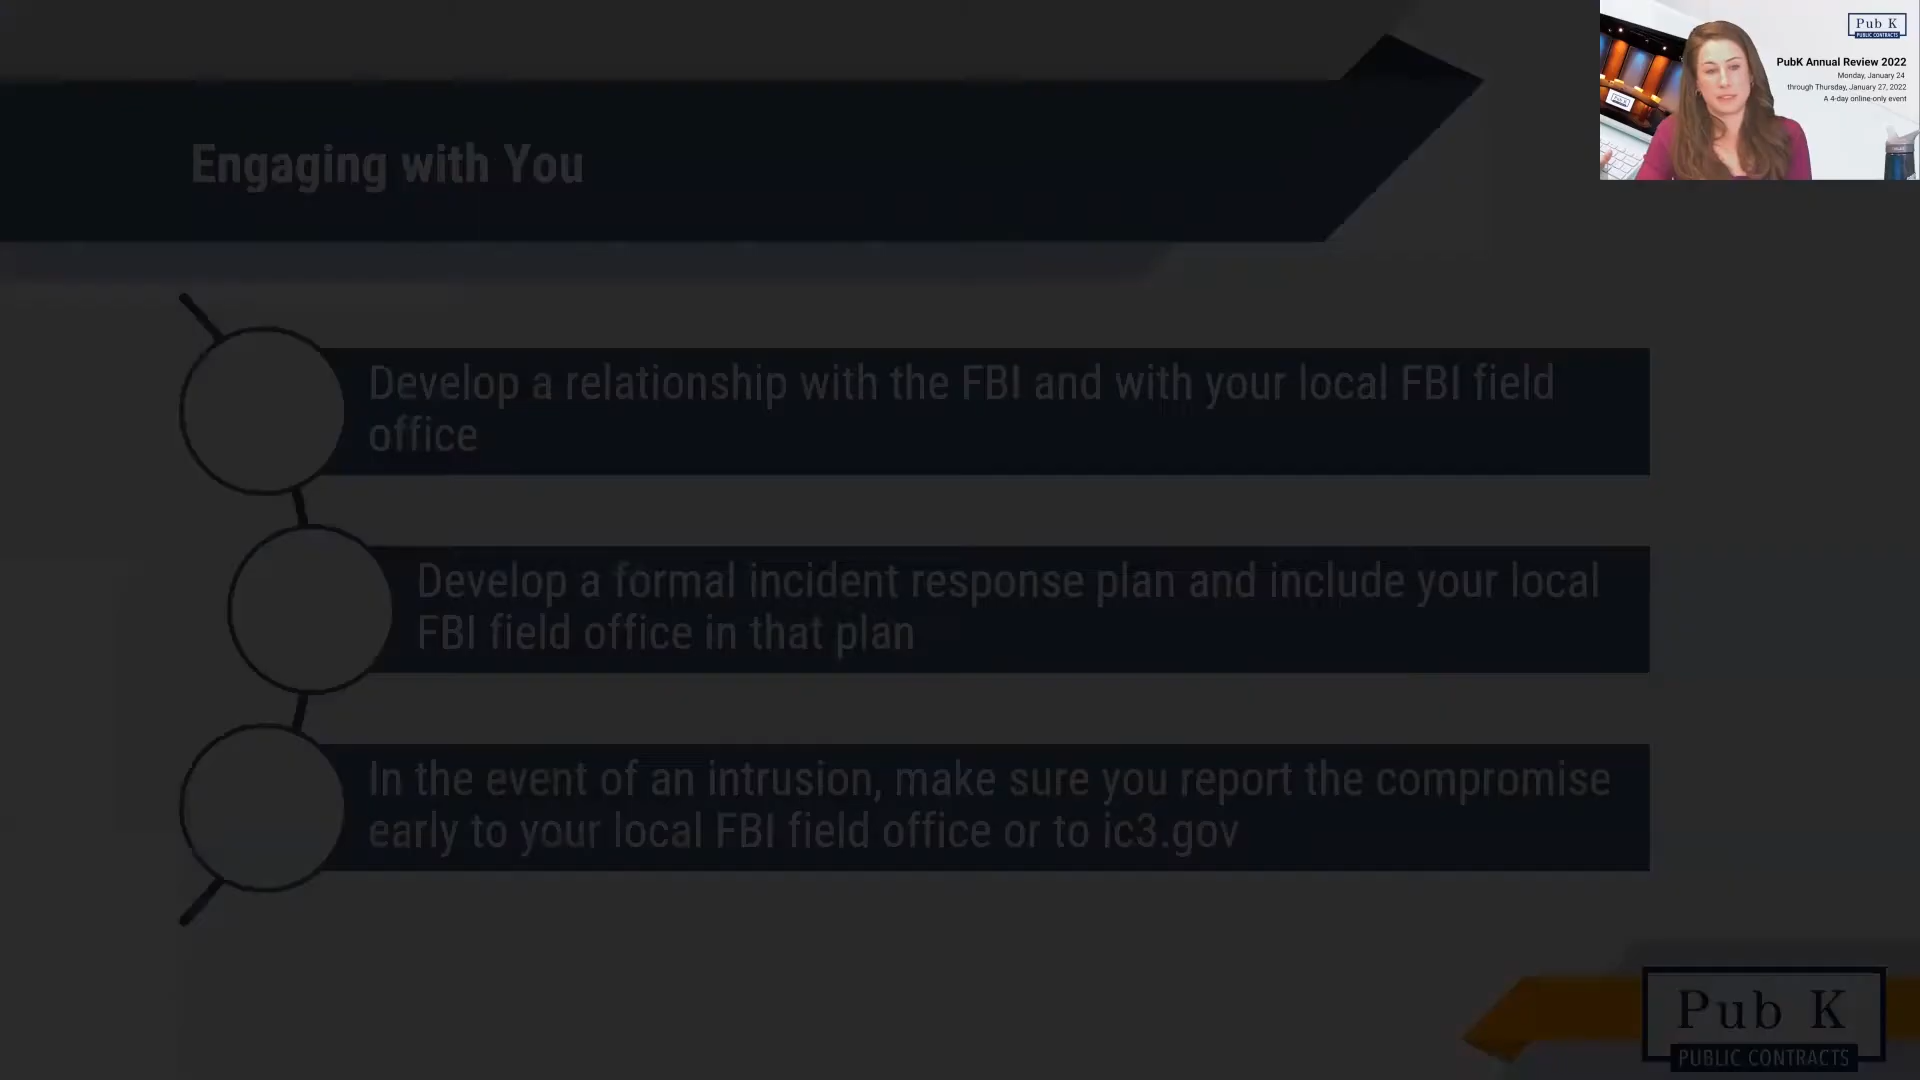 Pub K
PUBLIC CONTRACTS
PubK Annual Review 2022
Monday, January 24
through Thursday, January 27, 2022
A 4-day online-only event
Engaging with You
Develop a relationship with the FBI and with your local FBI field
office
Develop a formal incident response plan and include your local
FBI field office in that plan
In the event of an intrusion, make sure you report the compromise
early to your local FBI field office or to ic3.gov
Pub K
PUBLIC CONTRACTS